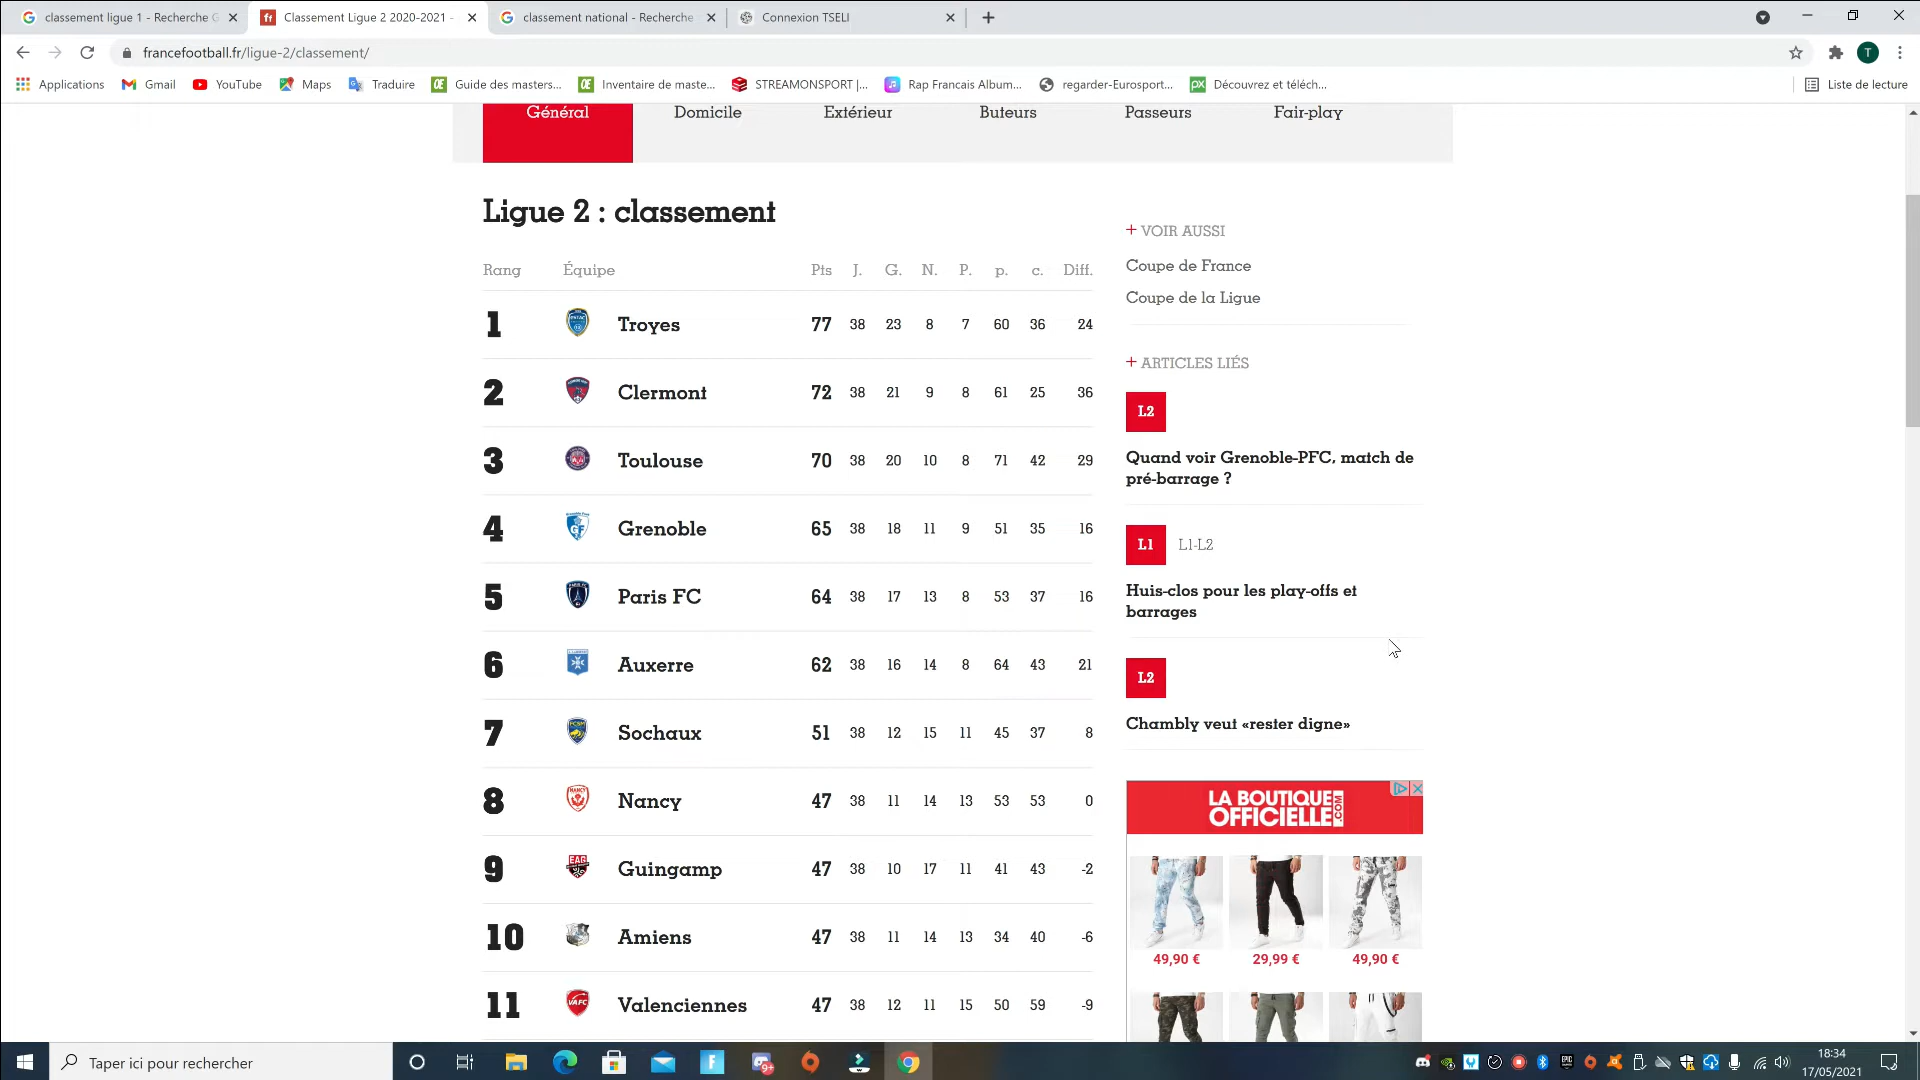 classement ligue 1 - Recherche G
Classement Ligue 2 2020-2021 -
classement national - Recherche
Connexion TSELI
francefootball.fr/ligue-2/classement/
T
Applications
Gmail
YouTube
Maps
Traduire
Guide des masters...
Inventaire de maste...
STREAMONSPORT |...
Rap Francais Album...
regarder-Eurosport...
Découvrez et téléch...
Liste de lecture
Général
Domicile
Extérieur
Buteurs
Passeurs
Fair-play
Ligue 2 : classement
Rang Équipe Pts J. G. N. P. p. c. Diff.
1 Troyes 77 38 23 8 7 60 36 24
2 Clermont 72 38 21 9 8 61 25 36
3 Toulouse 70 38 20 10 8 71 42 29
4 Grenoble 65 38 18 11 9 51 35 16
5 Paris FC 64 38 17 13 8 53 37 16
6 Auxerre 62 38 16 14 8 64 43 21
7 Sochaux 51 38 12 15 11 45 37 8
8 Nancy 47 38 11 14 13 53 53 0
9 Guingamp 47 38 10 17 11 41 43 -2
10 Amiens 47 38 11 14 13 34 40 -6
11 Valenciennes 47 38 12 11 15 50 59 -9
+ VOIR AUSSI
Coupe de France
Coupe de la Ligue
+ ARTICLES LIÉS
L2
Quand voir Grenoble-PFC, match de
pré-barrage ?
L1 L1-L2
Huis-clos pour les play-offs et
barrages
L2
Chambly veut «rester digne»
LA BOUTIQUE
OFFICIELLE.COM
49,90 € 29,99 € 49,90 €
Taper ici pour rechercher
18:34
17/05/2021